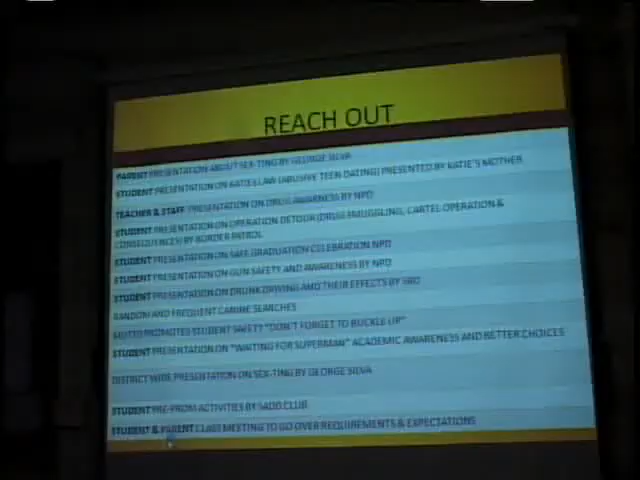 REACH OUT
PARENT PRESENTATION ABOUT SEX-TING BY GEORGE SILVA
STUDENT PRESENTATION ON KATIE'S LAW (ABUSIVE TEEN DATING) PRESENTED BY KATIE'S MOTHER
TEACHER & STAFF PRESENTATION ON DRUG AWARNESS BY NPD
STUDENT PRESENTATION ON OPERATION DETOUR (DRUG SMUGGLING, CARTEL OPERATION &
CONSEQUENCES) BY BORDER PATROL
STUDENT PRESENTATION ON SAFE GRADUATION CELEBRATION NPD
STUDENT PRESENTATION ON GUN SAFETY AND AWARENESS BY NPD
STUDENT PRESENTATION ON DRUNK DRIVING AND THEIR EFFECTS BY
RANDOM AND FREQUENT CANINE SEARCHES
MOTTO PROMOTES STUDENT SAFETY "DON'T FORGET TO BUCKLE UP"
STUDENT PRESENTATION ON "WAITING FOR SUPERMAN" ACADEMIC AWARENESS AND BETTER CHOICES
DISTRICT WIDE PRESENTATION ON SEX-TING BY GEORGE SILVA
STUDENT PRE-PROM ACTIVITIES BY SADD CLUB
STUDENT & PARENT CLASS MEETING TO GO OVER REQUIREMENTS & EXPECTATIONS